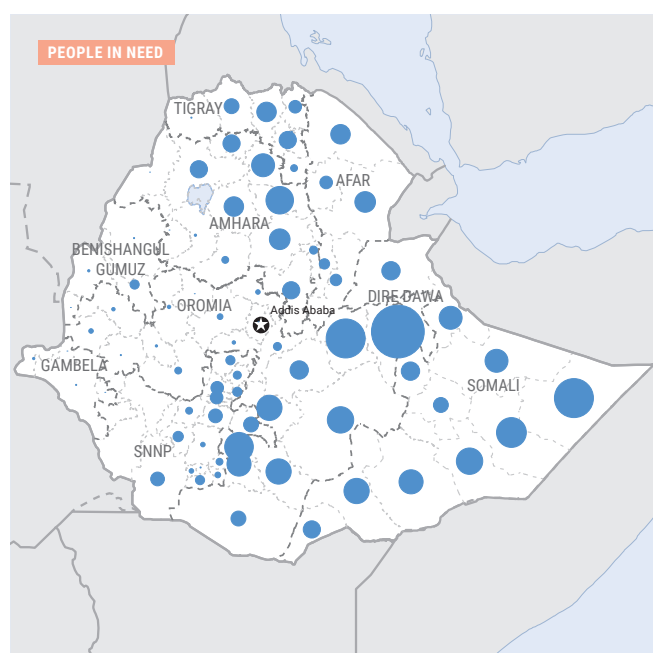 PEOPLE IN NEED
TIGRAY
AFAR
AMHARA
BENISHANGUL
GUMUZ
DIRE DAWA
OROMIA
Addis Ababa
GAMBELA
SOMALI
SNNP